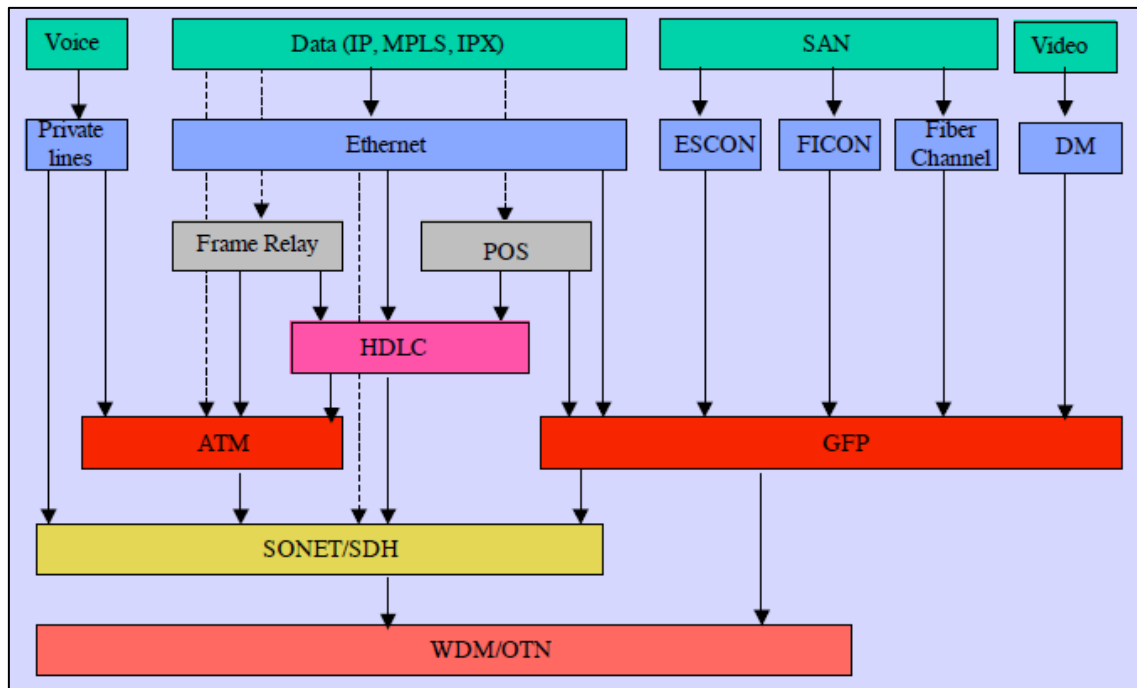 Voice
Data (IP, MPLS, IPX)
SAN
Video
Private
lines
Ethernet
ESCON
FICON
Fiber
Channel
DM
Frame Relay
POS
HDLC
ATM
GFP
SONET/SDH
WDM/OTN